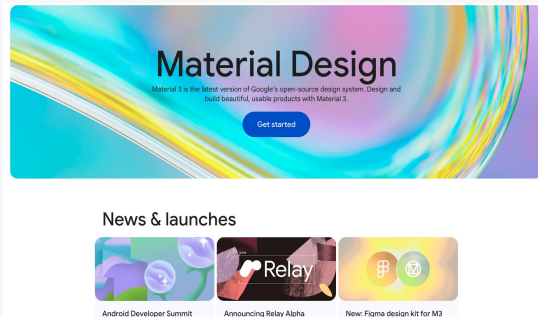 Material Design
Material 3 is the latest version of Google's open-source design system. Design and
build beautiful, usable products with Material 3.
Get started
News & launches
Relay
Android Developer Summit
Announcing Relay Alpha
New: Figma design kit for M3